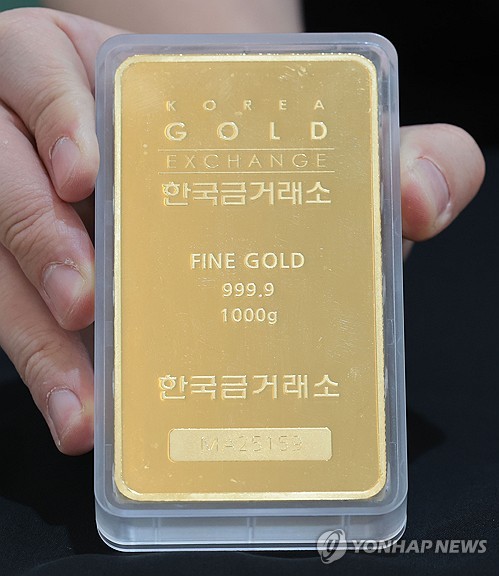 KOREA
GOLD
EXCHANGE
한국금거래소
FINE GOLD
999.9
1000g
한국금거래소
YONHAP NEWS